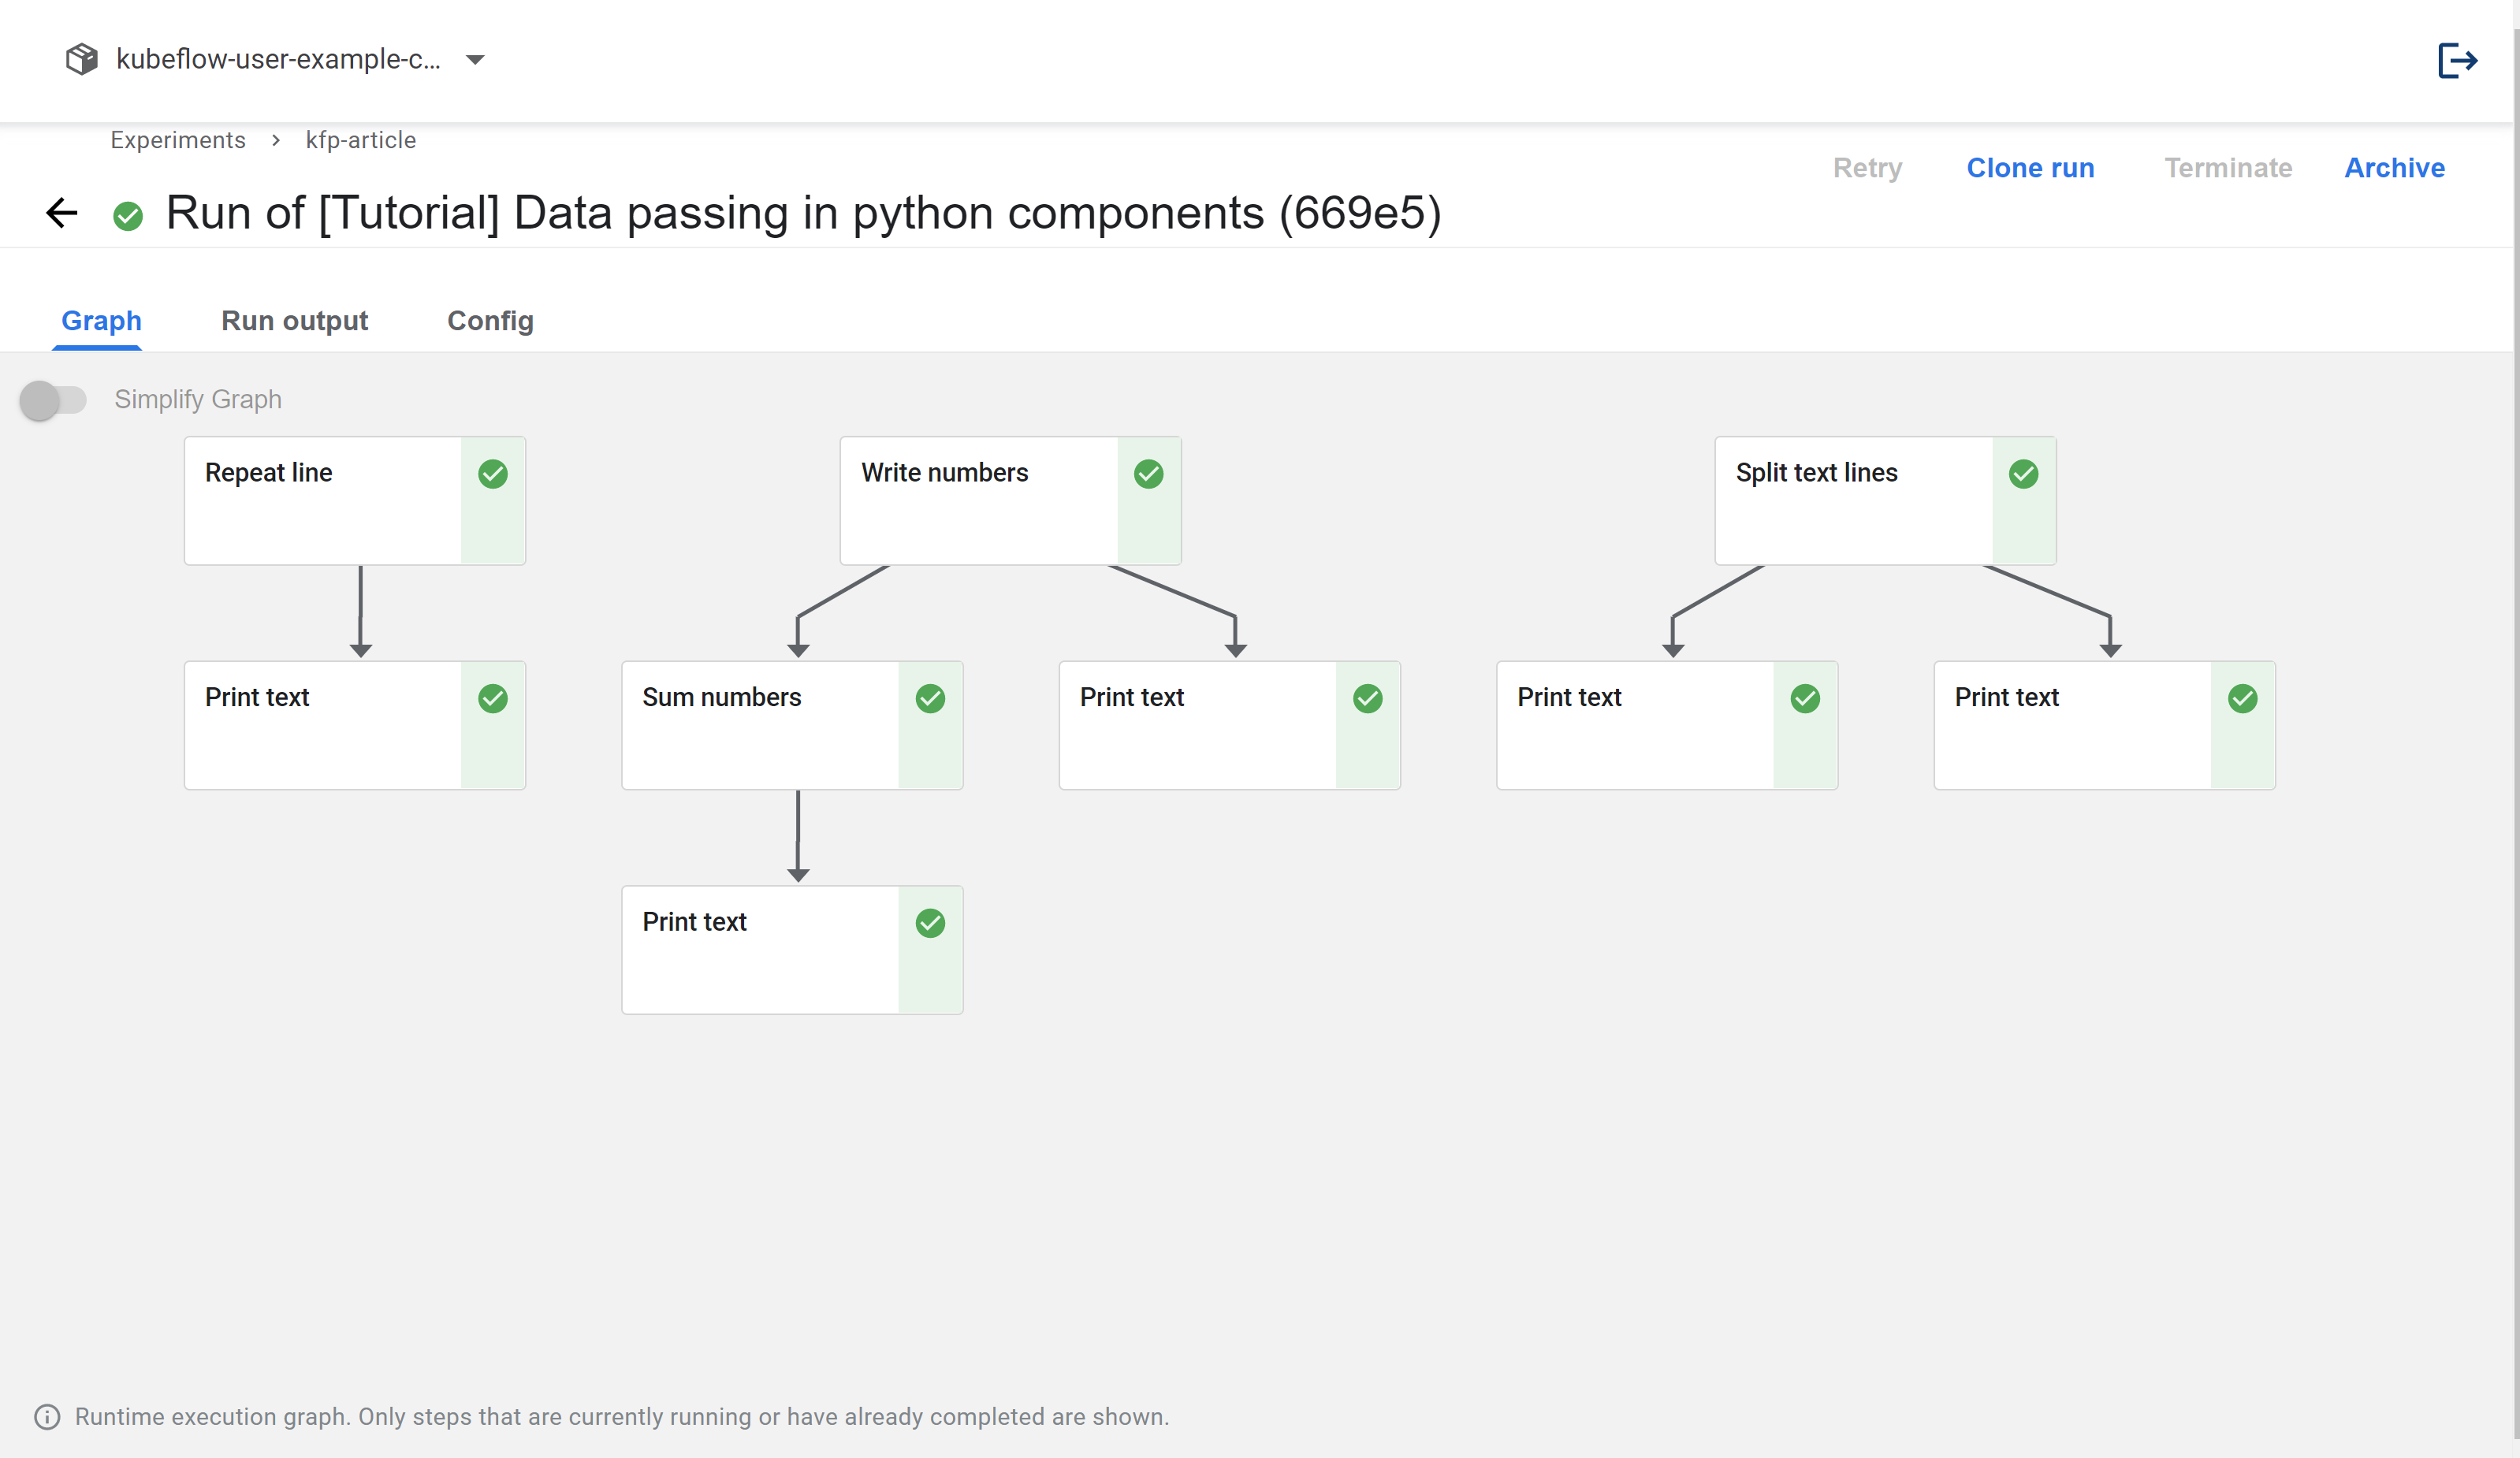 kubeflow-user-example-c...
Experiments > kfp-article
Retry
Clone run
Terminate
Archive
Run of [Tutorial] Data passing in python components (669e5)
Graph
Run output
Config
Simplify Graph
Repeat line
Write numbers
Split text lines
Print text
Sum numbers
Print text
Print text
Print text
Print text
Runtime execution graph. Only steps that are currently running or have already completed are shown.